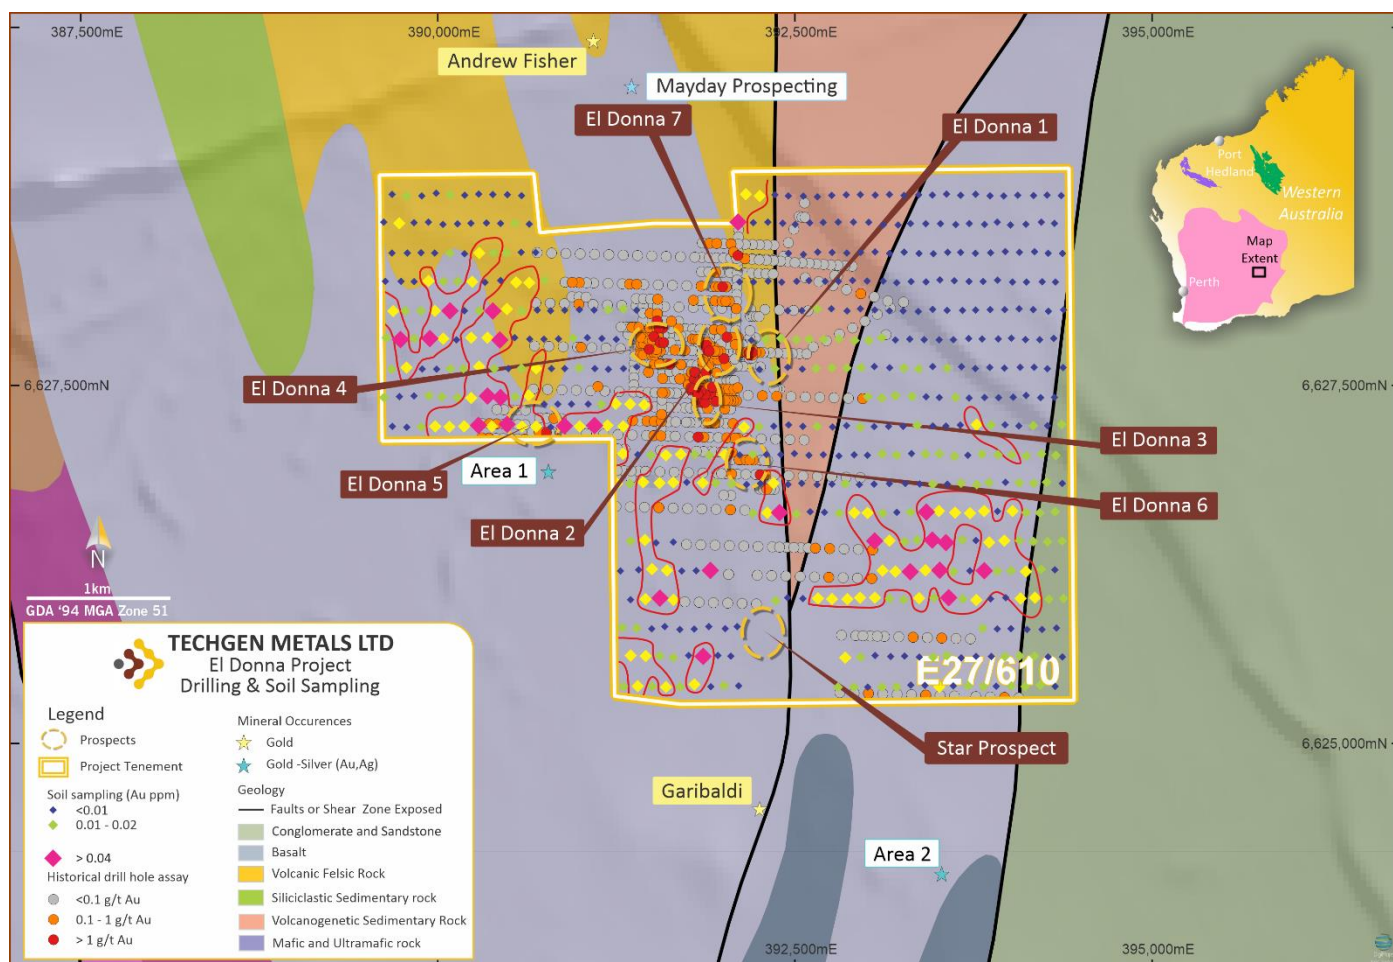 387,500mE
390,000mE
392,500mE
395,000mE
Andrew Fisher
Mayday Prospecting
El Donna 7
El Donna 1
Port
Hedland
Western
Australia
Map
Extent
Perth
6,627,500mN
6,627,500mN
El Donna 4
El Donna 3
Area 1
El Donna 5
El Donna 6
El Donna 2
N
1km
GDA '94 MGA Zone 51
E27/610
Star Prospect
6,625,000mN
Garibaldi
Area 2
392,500mE
395,000mE
TECHGEN METALS LTD
El Donna Project
Drilling & Soil Sampling
Legend
Prospects
Project Tenement
Soil sampling (Au ppm)
<0.01
0.01 - 0.02
> 0.04
Historical drill hole assay
<0.1 g/t Au
0.1 - 1 g/t Au
> 1 g/t Au
Mineral Occurences
Gold
Gold -Silver (Au,Ag)
Geology
Faults or Shear Zone Exposed
Conglomerate and Sandstone
Basalt
Volcanic Felsic Rock
Siliciclastic Sedimentary rock
Volcanogenetic Sedimentary Rock
Mafic and Ultramafic rock